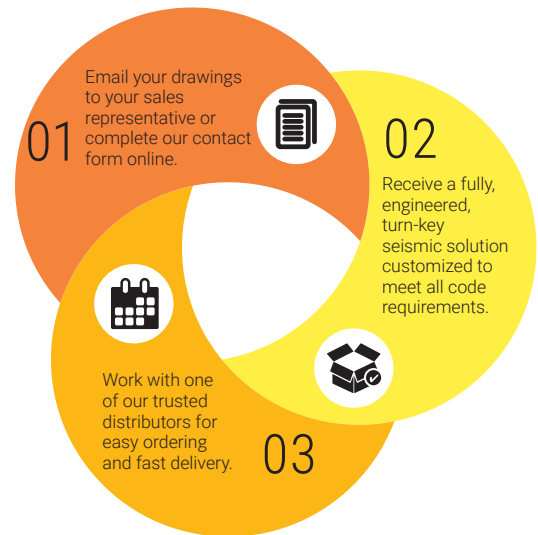 01
Email your drawings
to your sales
representative or
complete our contact
form online.
02
Receive a fully,
engineered,
turn-key
seismic solution
customized to
meet all code
requirements.
Work with one
of our trusted
distributors for
easy ordering
and fast delivery.
03